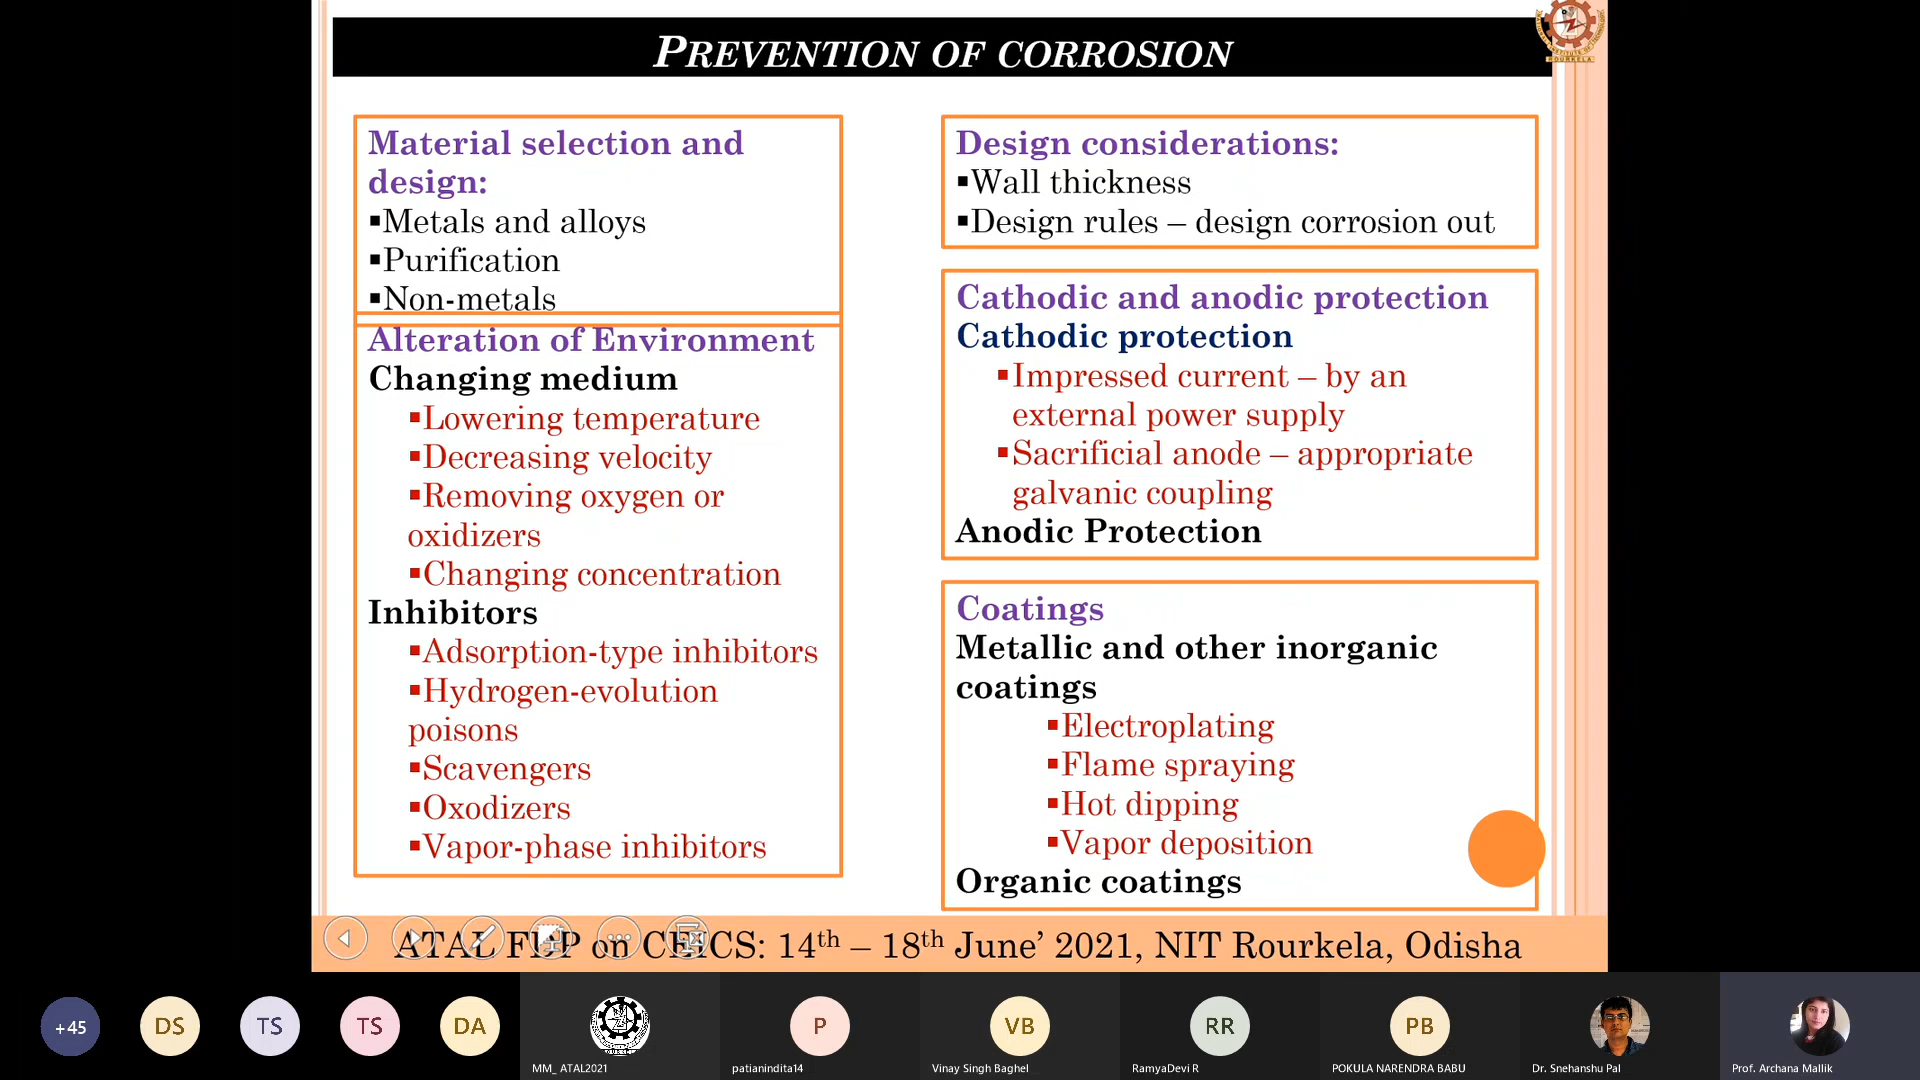 PREVENTION OF CORROSION
Material selection and
design:
▪Metals and alloys
▪Purification
▪Non-metals
Alteration of Environment
Changing medium
▪Lowering temperature
▪Decreasing velocity
▪Removing oxygen or
oxidizers
▪Changing concentration
Inhibitors
▪Adsorption-type inhibitors
▪Hydrogen-evolution
poisons
▪Scavengers
▪Oxodizers
▪Vapor-phase inhibitors
Design considerations:
▪Wall thickness
▪Design rules – design corrosion out
Cathodic and anodic protection
Cathodic protection
▪Impressed current – by an
external power supply
▪Sacrificial anode – appropriate
galvanic coupling
Anodic Protection
Coatings
Metallic and other inorganic
coatings
▪Electroplating
▪Flame spraying
▪Hot dipping
▪Vapor deposition
Organic coatings
ATAL FDP on CEICS: 14th – 18th June’ 2021, NIT Rourkela, Odisha
+45
DS
TS
TS
DA
P
VB
RR
PB
MM_ ATAL2021
patianindita14
Vinay Singh Baghel
RamyaDevi R
POKULA NARENDRA BABU
Dr. Snehanshu Pal
Prof. Archana Mallik